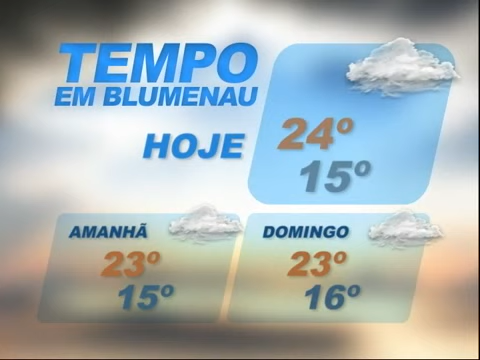 TEMPO
EM BLUMENAU
HOJE
24º
15º
AMANHÃ
23º
15º
DOMINGO
23º
16º